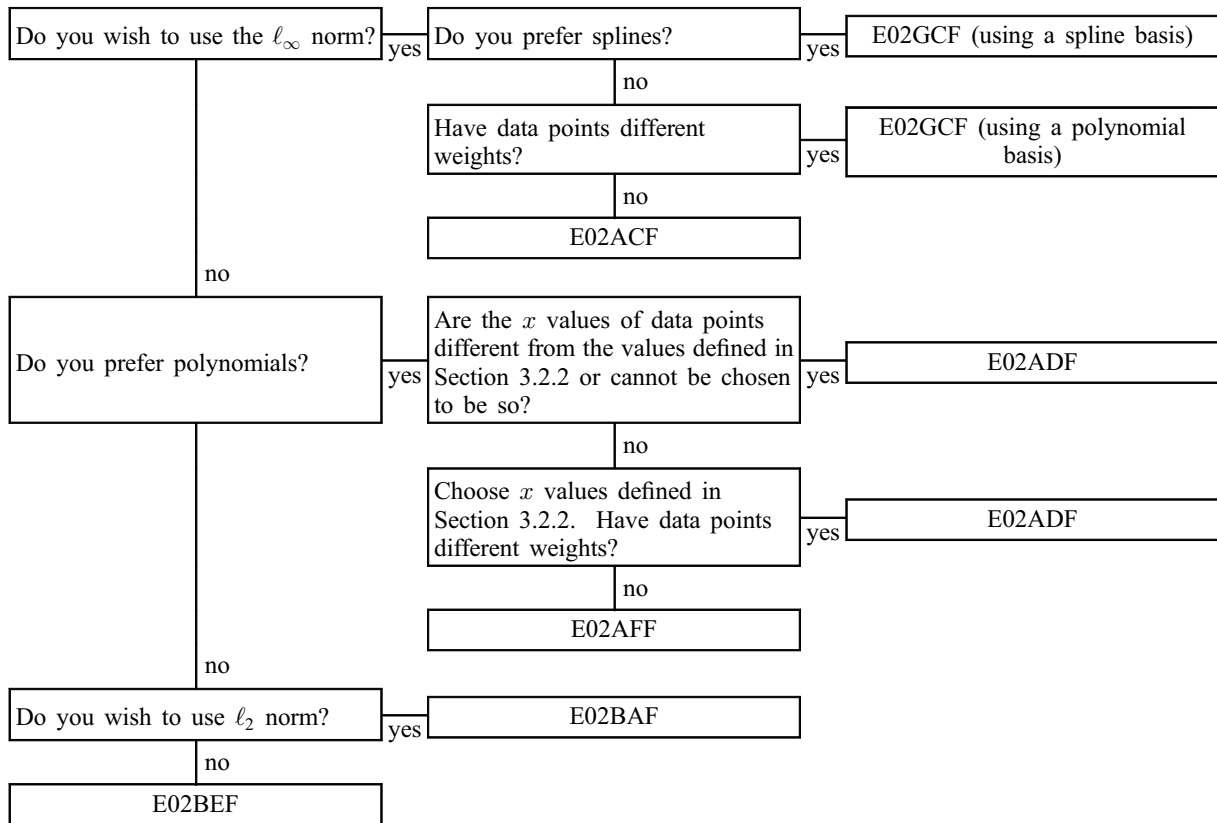 Do you wish to use the ℓ∞ norm?
yes
Do you prefer splines?
yes
E02GCF (using a spline basis)
no
Have data points different
weights?
yes
E02GCF (using a polynomial
basis)
no
E02ACF
no
Do you prefer polynomials?
yes
Are the x values of data points
different from the values defined in
Section 3.2.2 or cannot be chosen
to be so?
yes
E02ADF
no
Choose x values defined in
Section 3.2.2. Have data points
different weights?
yes
E02ADF
no
E02AFF
no
Do you wish to use ℓ2 norm?
yes
E02BAF
no
E02BEF